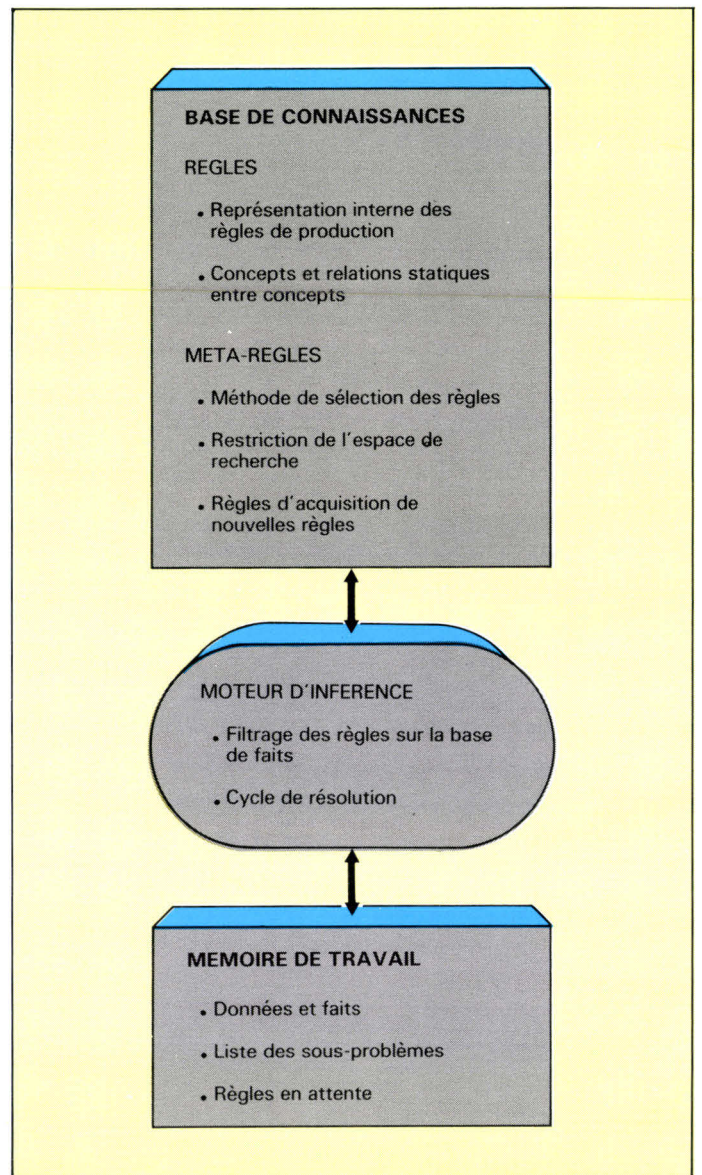 BASE DE CONNAISSANCES
REGLES
• Représentation interne des
règles de production
• Concepts et relations statiques
entre concepts
META-REGLES
• Méthode de sélection des règles
• Restriction de l'espace de
recherche
• Règles d'acquisition de
nouvelles règles
MOTEUR D'INFERENCE
• Filtrage des règles sur la base
de faits
• Cycle de résolution
MEMOIRE DE TRAVAIL
• Données et faits
• Liste des sous-problèmes
• Règles en attente